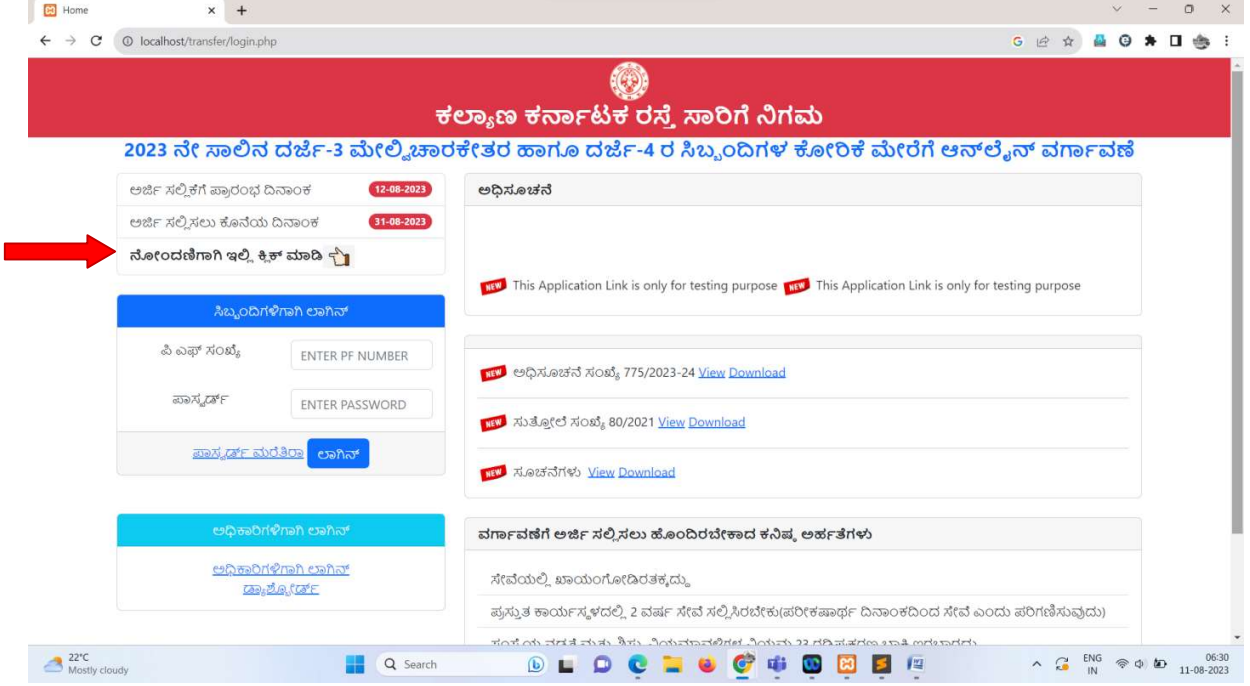 Home
localhost/transfer/login.php
ಕಲ್ಯಾಣ ಕರ್ನಾಟಕ ರಸ್ತೆ ಸಾರಿಗೆ ನಿಗಮ
2023 ನೇ ಸಾಲಿನ ದರ್ಜೆ-3 ಮೇಲ್ವಿಚಾರಕೇತರ ಹಾಗೂ ದರ್ಜೆ-4 ರ ಸಿಬ್ಬಂದಿಗಳ ಕೋರಿಕೆ ಮೇರೆಗೆ ಆನ್‌ಲೈನ್ ವರ್ಗಾವಣೆ
ಅರ್ಜಿ ಸಲ್ಲಿಕೆಗೆ ಪ್ರಾರಂಭ ದಿನಾಂಕ 12-08-2023
ಅರ್ಜಿ ಸಲ್ಲಿಸಲು ಕೊನೆಯ ದಿನಾಂಕ 31-08-2023
ನೋಂದಣಿಗಾಗಿ ಇಲ್ಲಿ ಕ್ಲಿಕ್ ಮಾಡಿ
ಸಿಬ್ಬಂದಿಗಳಿಗಾಗಿ ಲಾಗಿನ್
ಪಿ ಎಫ್ ಸಂಖ್ಯೆ ENTER PF NUMBER
ಪಾಸ್ವರ್ಡ್ ENTER PASSWORD
ಪಾಸ್ವರ್ಡ್ ಮರೆತಿರಾ ಲಾಗಿನ್
ಅಧಿಕಾರಿಗಳಿಗಾಗಿ ಲಾಗಿನ್
ಅಧಿಕಾರಿಗಳಿಗಾಗಿ ಲಾಗಿನ್
ಡ್ಯಾಶ್ಬೋರ್ಡ್
ಅಧಿಸೂಚನೆ
NEW This Application Link is only for testing purpose NEW This Application Link is only for testing purpose
NEW ಅಧಿಸೂಚನೆ ಸಂಖ್ಯೆ 775/2023-24 View Download
NEW ಸುತ್ತೋಲೆ ಸಂಖ್ಯೆ 80/2021 View Download
NEW ಸೂಚನೆಗಳು View Download
ವರ್ಗಾವಣೆಗೆ ಅರ್ಜಿ ಸಲ್ಲಿಸಲು ಹೊಂದಿರಬೇಕಾದ ಕನಿಷ್ಠ ಅರ್ಹತೆಗಳು
ಸೇವೆಯಲ್ಲಿ ಖಾಯಂಗೋಡಿರತಕ್ಕದ್ದು
ಪ್ರಸ್ತುತ ಕಾರ್ಯಸ್ಥಳದಲ್ಲಿ 2 ವರ್ಷ ಸೇವೆ ಸಲ್ಲಿಸಿರಬೇಕು(ಪರೀಕ್ಷಾರ್ಥ ದಿನಾಂಕದಿಂದ ಸೇವೆ ಎಂದು ಪರಿಗಣಿಸುವುದು)
22°C
Mostly cloudy
Search
ENG
IN
06:30
11-08-2023